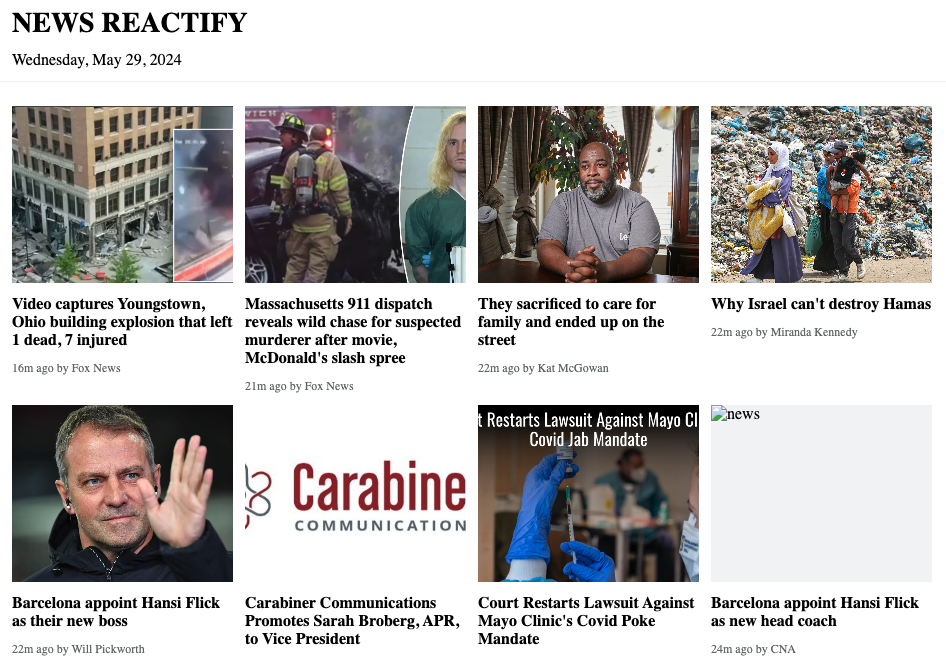 NEWS REACTIFY
Wednesday, May 29, 2024
Video captures Youngstown,
Ohio building explosion that left
1 dead, 7 injured
16m ago by Fox News
Massachusetts 911 dispatch
reveals wild chase for suspected
murderer after movie,
McDonald's slash spree
21m ago by Fox News
They sacrificed to care for
family and ended up on the
street
22m ago by Kat McGowan
Why Israel can't destroy Hamas
22m ago by Miranda Kennedy
Barcelona appoint Hansi Flick
as their new boss
22m ago by Will Pickworth
Carabine
COMMUNICATION
Carabiner Communications
Promotes Sarah Broberg, APR,
to Vice President
t Restarts Lawsuit Against Mayo Cl
Covid Jab Mandate
Court Restarts Lawsuit Against
Mayo Clinic's Covid Poke
Mandate
news
Barcelona appoint Hansi Flick
as new head coach
24m ago by CNA